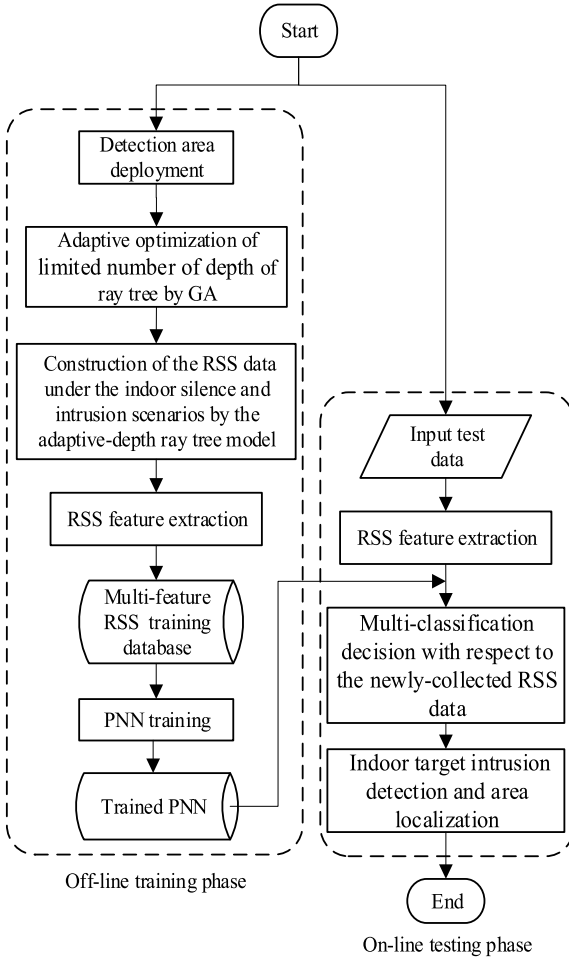 Start
Detection area
deployment
Adaptive optimization of
limited number of depth of
ray tree by GA
Construction of the RSS data
under the indoor silence and
intrusion scenarios by the
adaptive-depth ray tree model
RSS feature extraction
Multi-feature
RSS training
database
PNN training
Trained PNN
Off-line training phase
Input test
data
RSS feature extraction
Multi-classification
decision with respect to
the newly-collected RSS
data
Indoor target intrusion
detection and area
localization
End
On-line testing phase